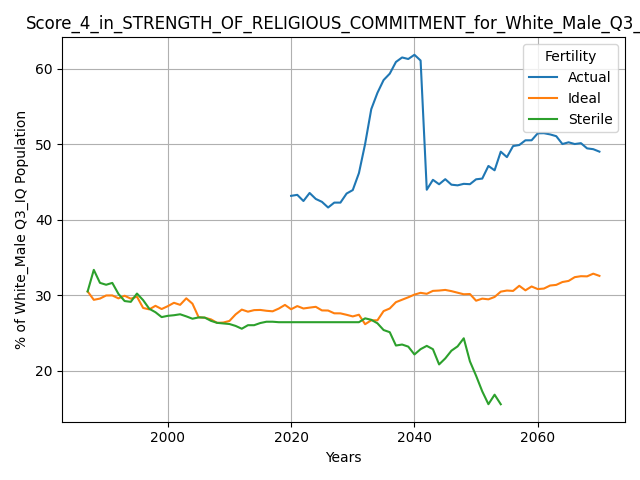 Score_4_in_STRENGTH_OF_RELIGIOUS_COMMITMENT_for_White_Male_Q3_
Fertility
Actual
Ideal
Sterile
% of White_Male Q3_IQ Population
60
50
40
30
20
2000
2020
2040
2060
Years